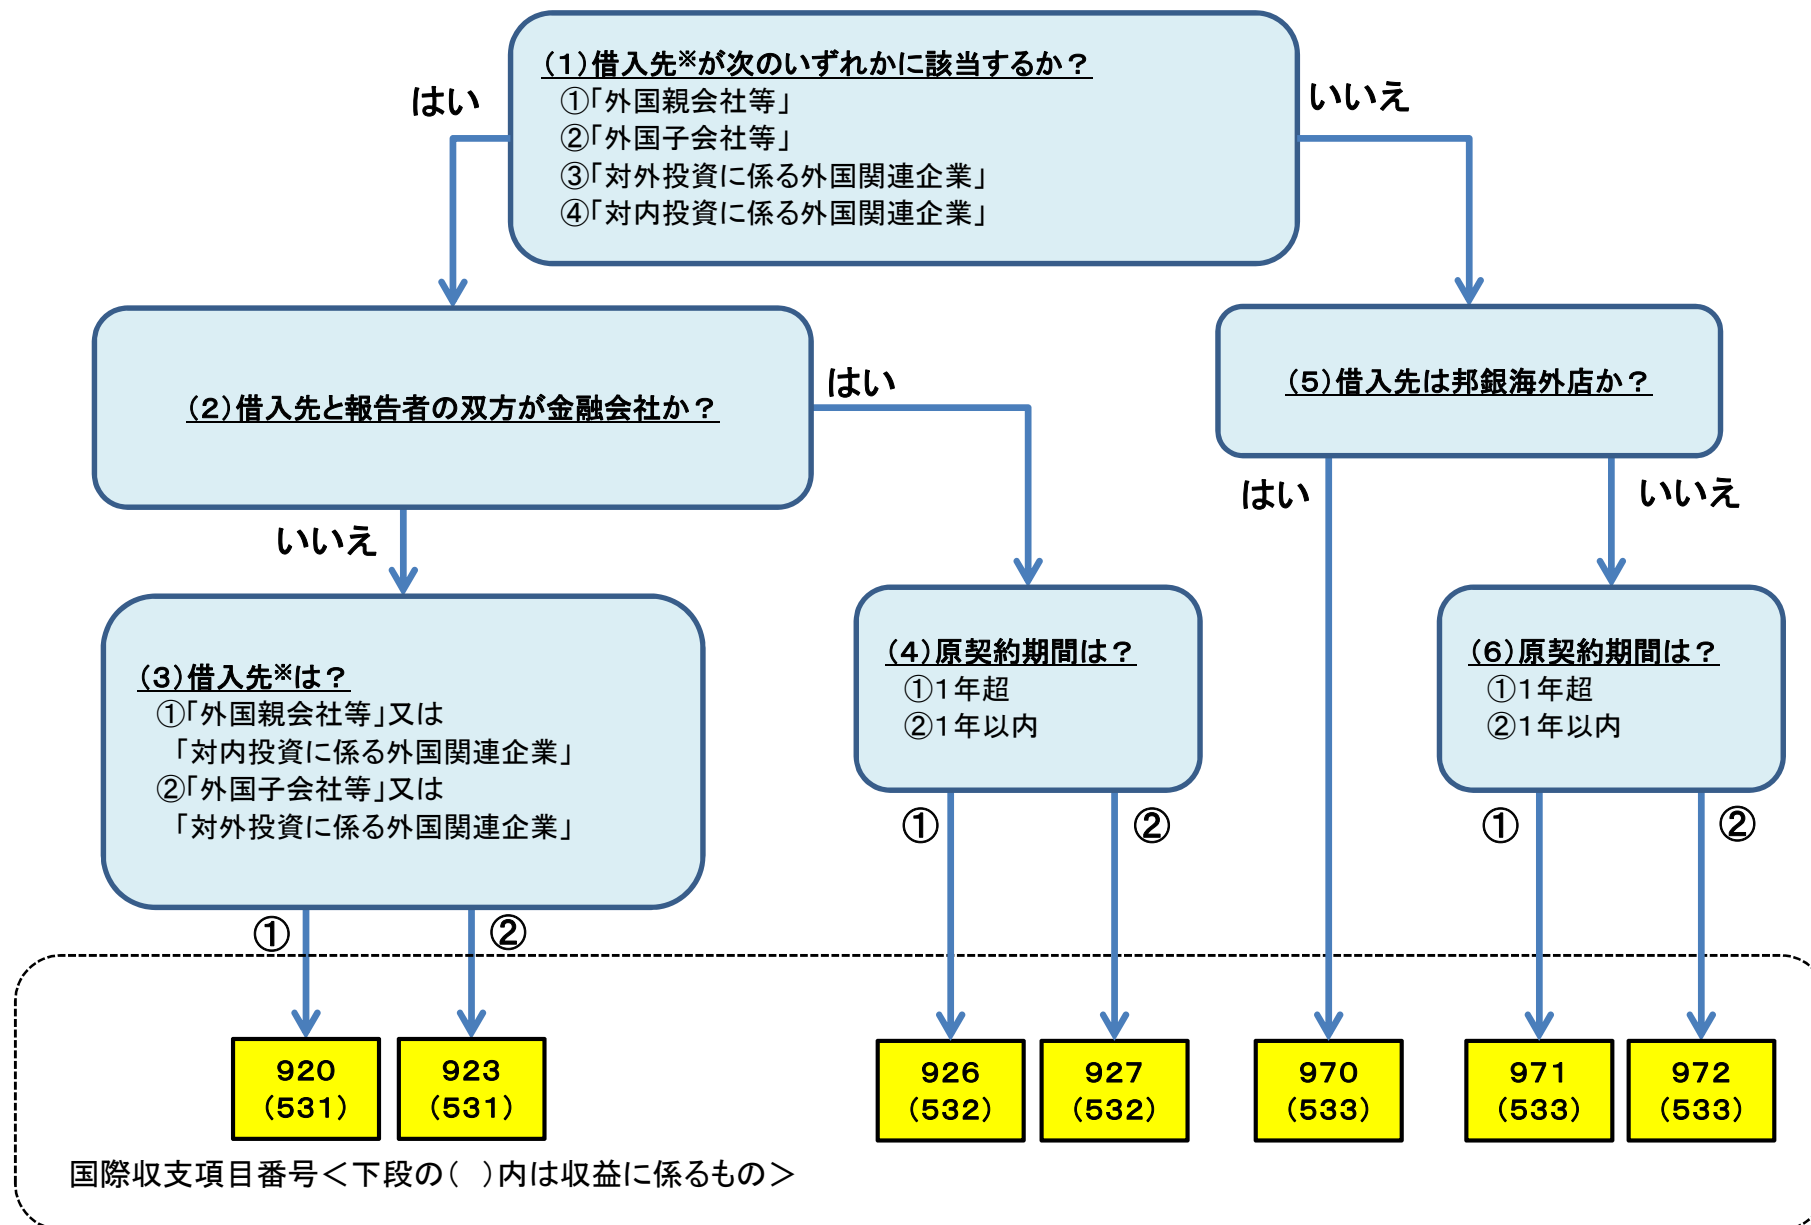 （１）借入先※が次のいずれかに該当するか？
①「外国親会社等」
②「外国子会社等」
③「対外投資に係る外国関連企業」
④「対内投資に係る外国関連企業」
はい
いいえ
（２）借入先と報告者の双方が金融会社か？
はい
（５）借入先は邦銀海外店か？
いいえ
はい
いいえ
（３）借入先※は？
①「外国親会社等」又は
「対内投資に係る外国関連企業」
②「外国子会社等」又は
「対外投資に係る外国関連企業」
（４）原契約期間は？
①１年超
②１年以内
（６）原契約期間は？
①１年超
②１年以内
①
②
①
②
①
②
９２０
（５３１）
９２３
（５３１）
９２６
（５３２）
９２７
（５３２）
９７０
（５３３）
９７１
（５３３）
９７２
（５３３）
国際収支項目番号＜下段の（　）内は収益に係るもの＞